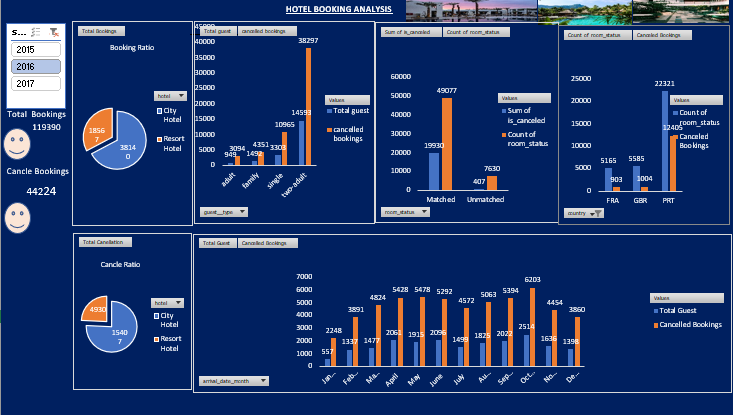 HOTEL BOOKING ANALYSIS
s...
2015
2016
2017
Total Bookings
119390
Cancle Bookings
44224
Total Bookings
Booking Ratio
hotel
City
Hotel
Resort
Hotel
1856
7
3814
0
Total guest
cancelled bookings
45000
40000
35000
30000
25000
20000
15000
10000
5000
0
949
3094
1492
4351
3303
10965
14593
38297
adult
family
single
two-adult
Values
Total guest
cancelled
bookings
guest__type
Sum of is_canceled
Count of room_status
60000
50000
40000
30000
20000
10000
0
19930
49077
407
7630
Matched
Unmatched
Values
Sum of
is_canceled
Count of
room_status
room_status
Count of room_status
Canceled Bookings
25000
20000
15000
10000
5000
0
5165
903
5585
1004
22321
12405
FRA
GBR
PRT
Values
Count of
room_status
Canceled
Bookings
country
Total Cancellation
Cancle Ratio
hotel
City
Hotel
Resort
Hotel
4930
1540
7
Total Guest
Cancelled Bookings
7000
6000
5000
4000
3000
2000
1000
0
557
2248
1337
3891
1477
4824
2061
5428
1915
5478
2096
5292
1499
4572
1825
5063
2022
5394
2514
6203
1636
4454
1398
3860
Jan...
Feb...
Ma...
April
May
June
July
Au...
Sep...
Oct...
No...
De...
Values
Total Guest
Cancelled Bookings
arrival_date_month